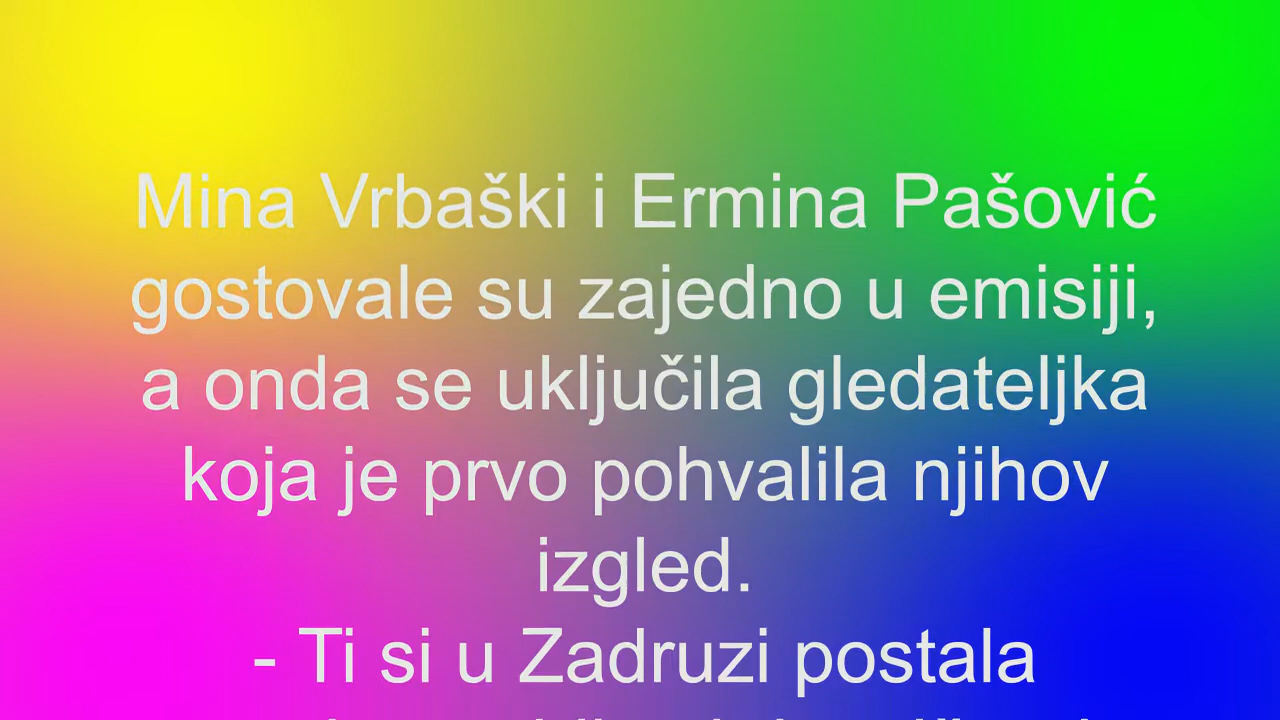 Mina Vrbaški i Ermina Pašović
gostovale su zajedno u emisiji,
a onda se uključila gledateljka
koja je prvo pohvalila njihov
izgled.
- Ti si u Zadruzi postala